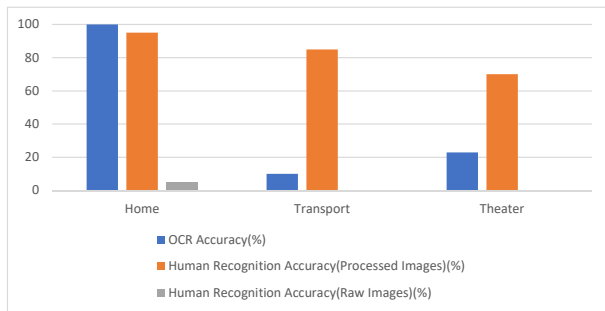 100
80
60
40
20
0
Home Transport Theater
OCR Accuracy(%)
Human Recognition Accuracy(Processed Images)(%)
Human Recognition Accuracy(Raw Images)(%)